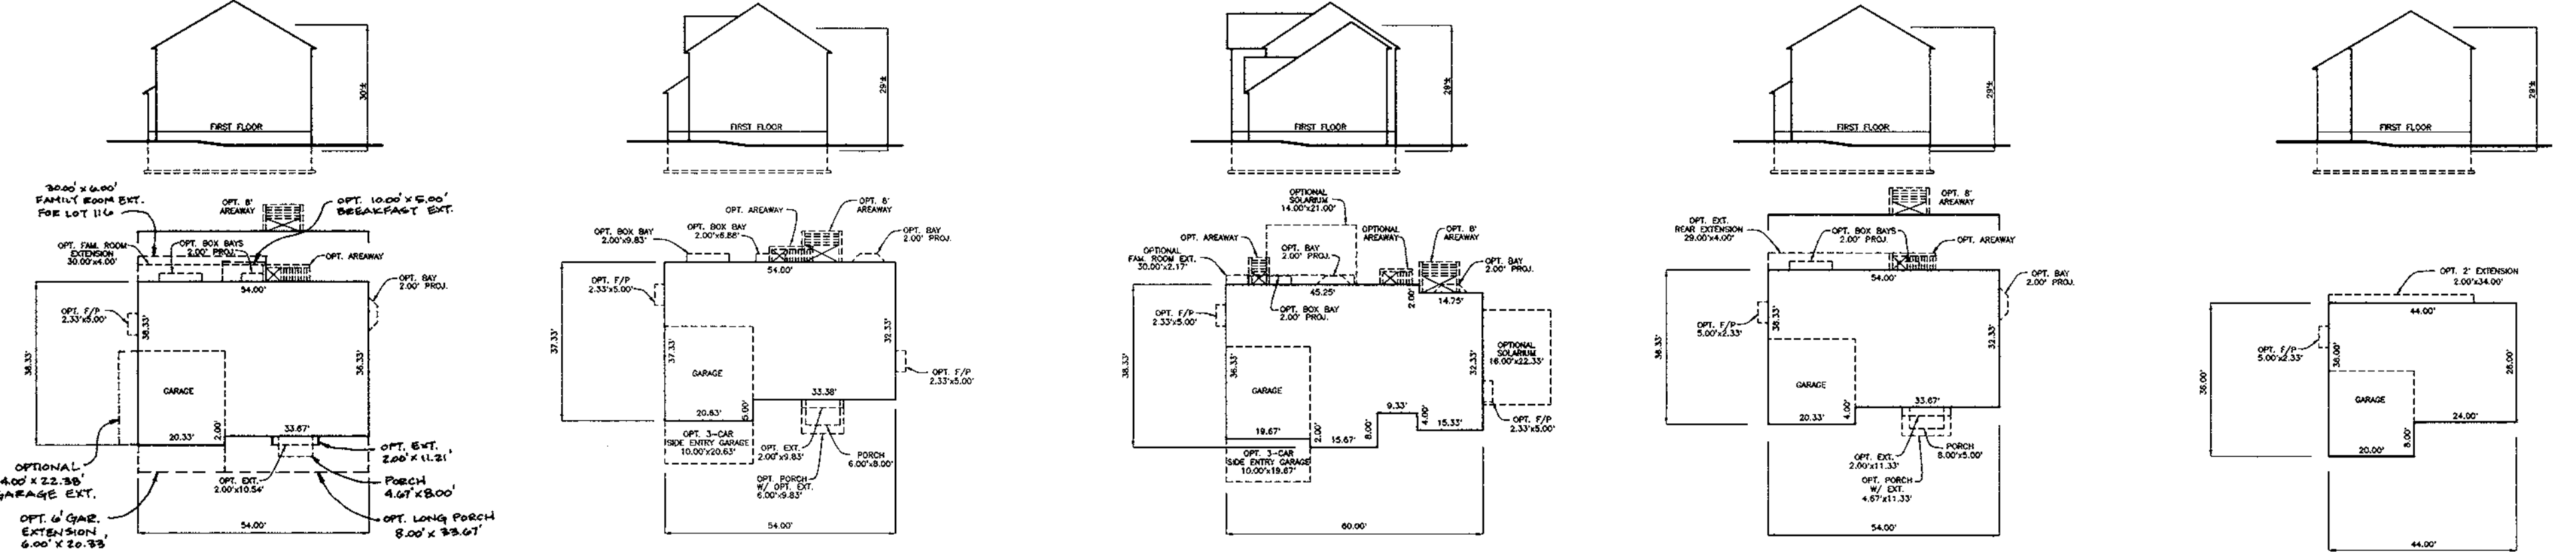 30'±
FIRST FLOOR
30.00' x 6.00'
FAMILY ROOM EXT.
FOR LOT 116
OPT. 8'
AREAWAY
OPT. 10.00' x 5.00'
BREAKFAST EXT.
OPT. FAM. ROOM
EXTENSION
30.00'x4.00'
OPT. BOX BAYS
2.00' PROJ.
OPT. AREAWAY
54.00'
OPT. BAY
2.00' PROJ.
OPT. F/P
2.33'x5.00'
38.33'
38.33'
36.33'
GARAGE
20.33'
2.00'
33.67'
OPT. EXT.
2.00' x 11.21'
OPTIONAL
4.00' x 22.38'
GARAGE EXT.
OPT. EXT.
2.00'x10.54'
PORCH
4.67' x 8.00'
OPT. 6' GAR.
EXTENSION,
6.00' x 20.33'
OPT. LONG PORCH
8.00' x 33.67'
54.00'
29'±
FIRST FLOOR
OPT. BOX BAY
2.00'x9.83'
OPT. BOX BAY
2.00'x6.88'
OPT. AREAWAY
OPT. 8'
AREAWAY
OPT. BAY
2.00' PROJ.
54.00'
OPT. F/P
2.33'x5.00'
37.33'
37.33'
32.33'
GARAGE
OPT. F/P
2.33'x5.00'
20.63'
5.00'
33.38'
OPT. 3-CAR
SIDE ENTRY GARAGE
10.00'x20.63'
OPT. EXT.
2.00'x9.83'
PORCH
6.00'x8.00'
OPT. PORCH
W/ OPT. EXT.
6.00'x9.83'
54.00'
29'±
FIRST FLOOR
OPTIONAL
SOLARIUM
14.00'x21.00'
OPT. AREAWAY
OPT. BAY
2.00' PROJ.
OPTIONAL
AREAWAY
OPT. 8'
AREAWAY
OPTIONAL
FAM. ROOM EXT.
30.00'x2.17'
OPT. BAY
2.00' PROJ.
45.25'
2.00'
14.75'
OPT. F/P
2.33'x5.00'
OPT. BOX BAY
2.00' PROJ.
38.33'
36.33'
32.33'
OPTIONAL
SOLARIUM
16.00'x22.33'
GARAGE
19.67'
2.00'
15.67'
8.00'
9.33'
4.00'
15.33'
OPT. F/P
2.33'x5.00'
OPT. 3-CAR
SIDE ENTRY GARAGE
10.00'x19.67'
60.00'
29'±
FIRST FLOOR
OPT. 8'
AREAWAY
OPT. EXT.
REAR EXTENSION
29.00'x4.00'
OPT. BOX BAYS
2.00' PROJ.
OPT. AREAWAY
54.00'
OPT. BAY
2.00' PROJ.
OPT. F/P
5.00'x2.33'
38.33'
38.33'
32.33'
GARAGE
20.33'
4.00'
33.67'
OPT. EXT.
2.00'x11.33'
PORCH
8.00'x5.00'
OPT. PORCH
W/ EXT.
4.67'x11.33'
54.00'
29'±
FIRST FLOOR
OPT. 2' EXTENSION
2.00'x34.00'
44.00'
OPT. F/P
5.00'x2.33'
36.00'
36.00'
28.00'
GARAGE
20.00'
8.00'
24.00'
44.00'